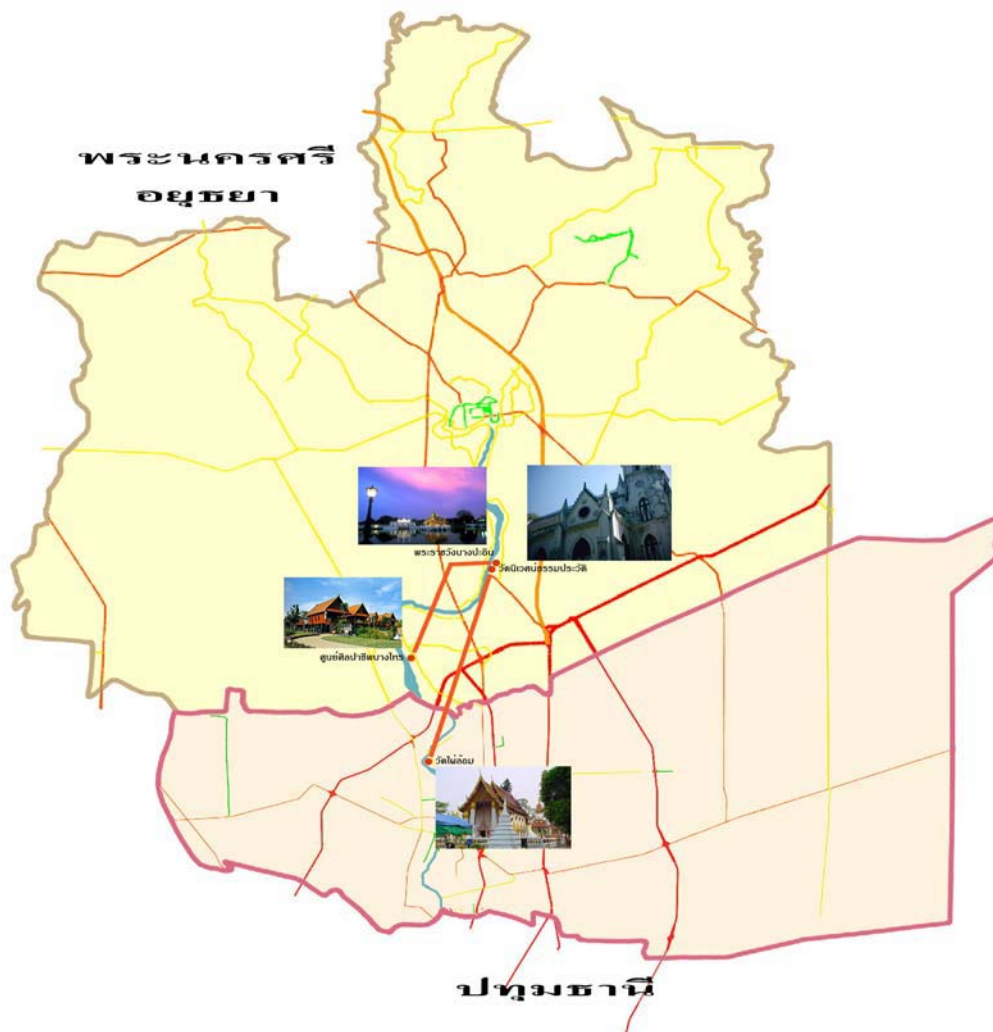 พระนครศรี
อยุธยา
พระราชวังบางปะอิน
วัดนิเวศน์ธรรมประวัติ
ศูนย์ศิลปาชีพบางไทร
วัดไผ่ล้อม
ปทุมธานี